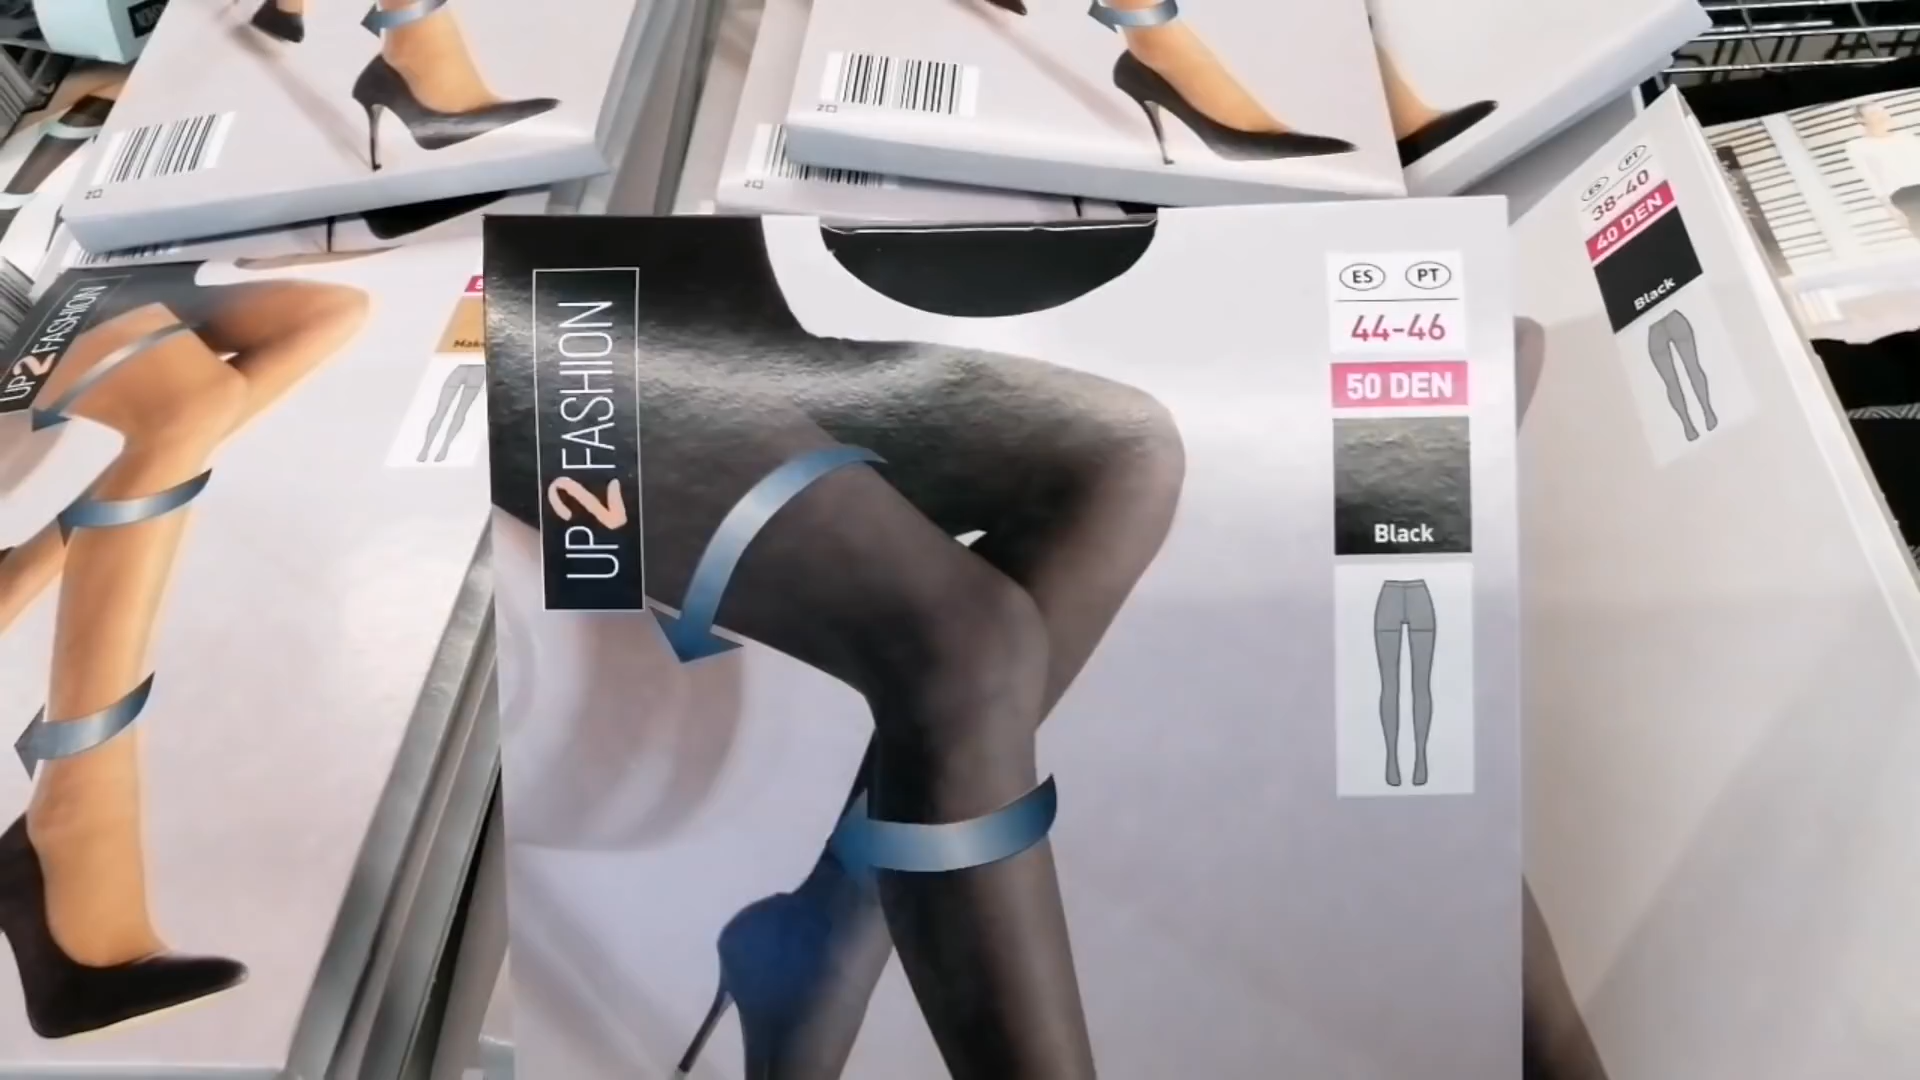 UP2FASHION
ES PT
44-46
50 DEN
Black
UP2FASHION
ES PT
38-40
40 DEN
Black